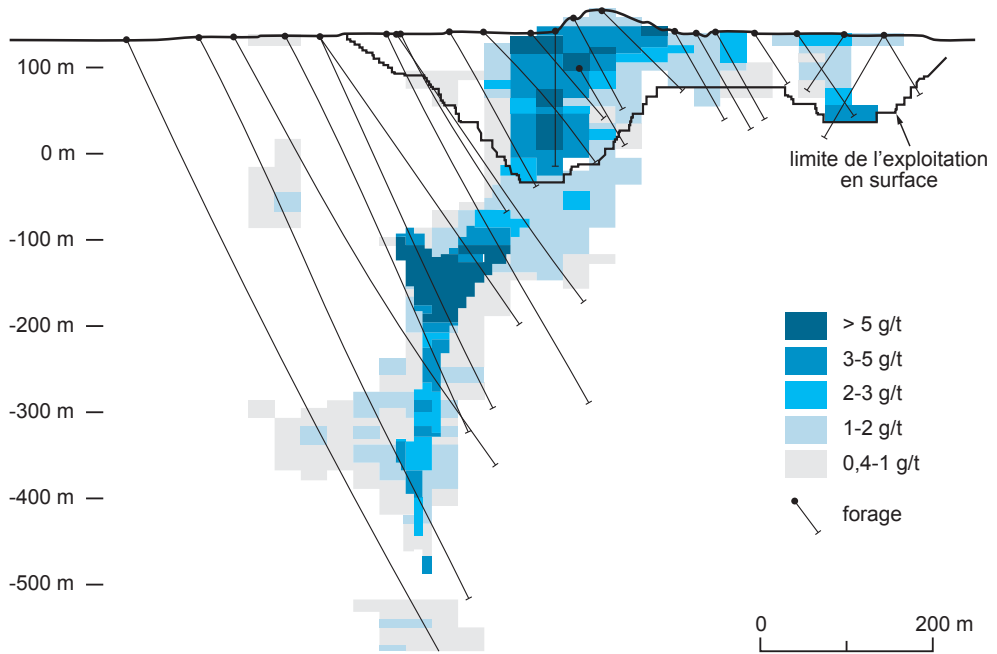 100 m
0 m
-100 m
-200 m
-300 m
-400 m
-500 m
limite de l’exploitation
en surface
> 5 g/t
3-5 g/t
2-3 g/t
1-2 g/t
0,4-1 g/t
forage
0 200 m